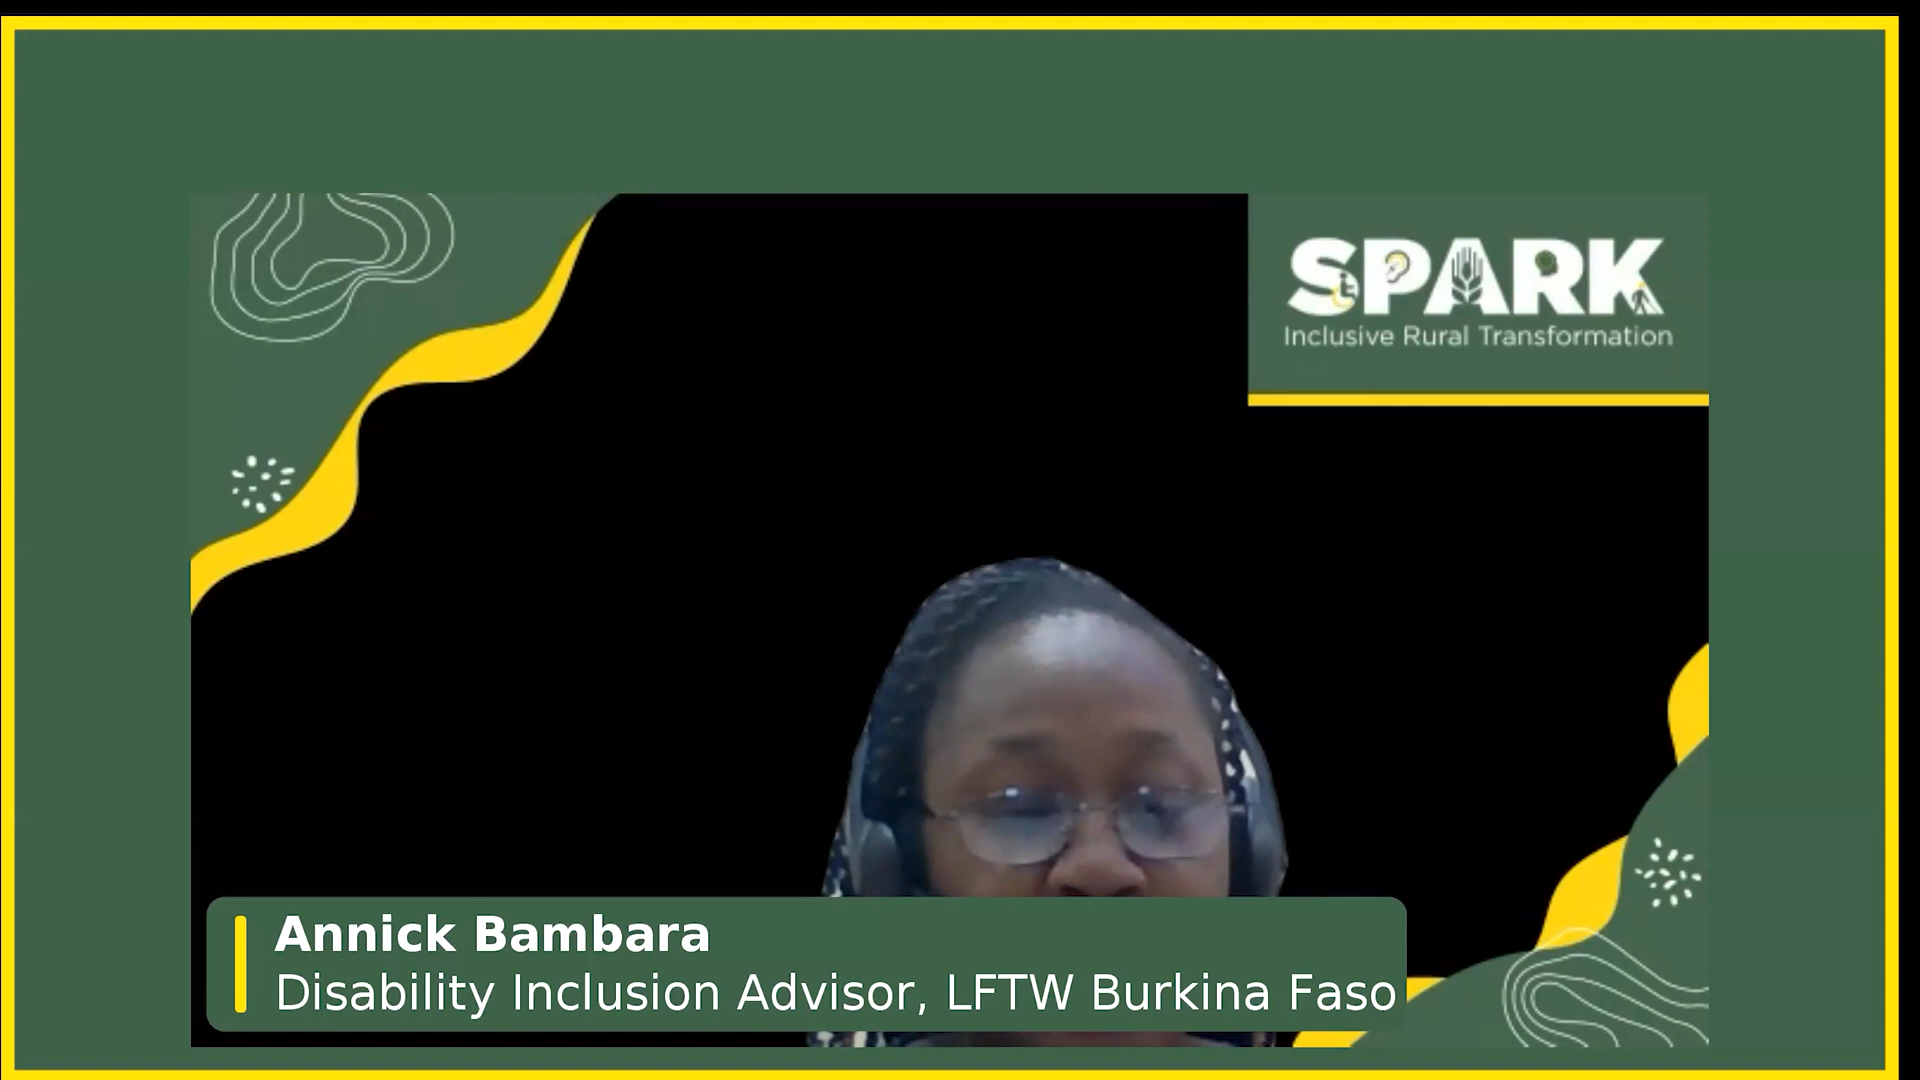 SPARK
Inclusive Rural Transformation
Annick Bambara
Disability Inclusion Advisor, LFTW Burkina Faso